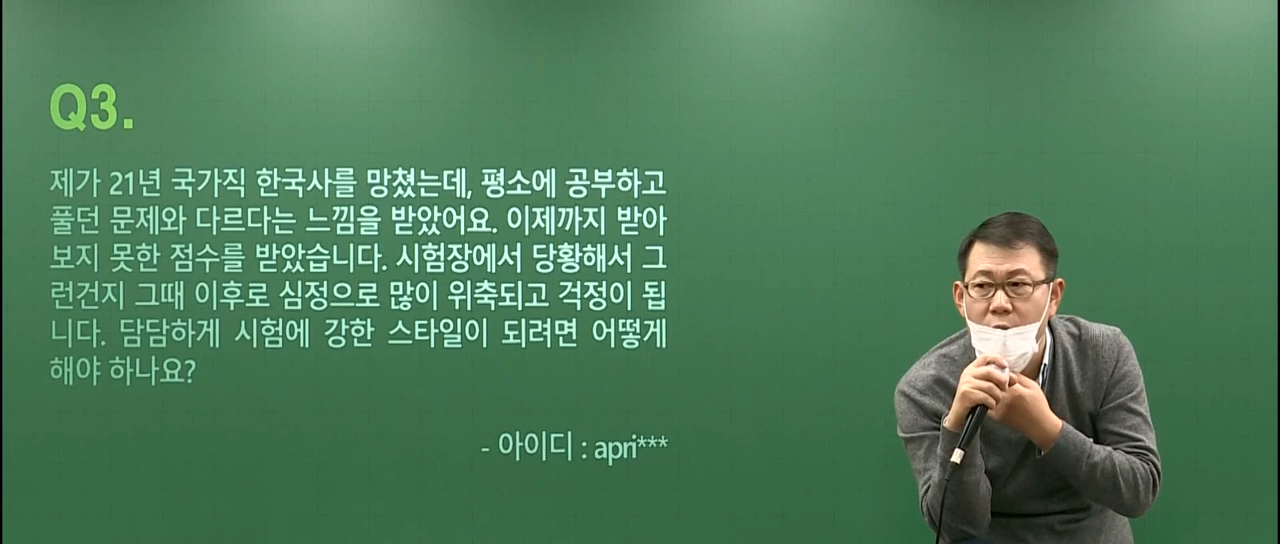 Q3.
제가 21년 국가직 한국사를 망쳤는데, 평소에 공부하고
풀던 문제와 다르다는 느낌을 받았어요. 이제까지 받아
보지 못한 점수를 받았습니다. 시험장에서 당황해서 그
런건지 그때 이후로 심정으로 많이 위축되고 걱정이 됩
니다. 담담하게 시험에 강한 스타일이 되려면 어떻게
해야 하나요?
- 아이디 : apri***